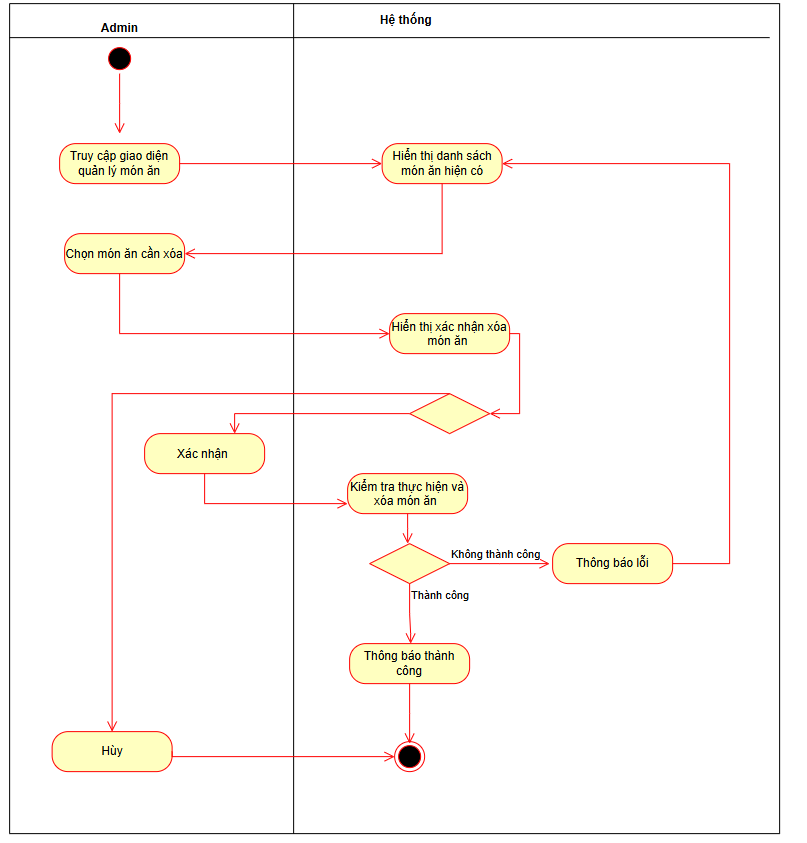 Admin
Hệ thống
Truy cập giao diện
quản lý món ăn
Hiển thị danh sách
món ăn hiện có
Chọn món ăn cần xóa
Hiển thị xác nhận xóa
món ăn
Xác nhận
Kiểm tra thực hiện và
xóa món ăn
Không thành công
Thông báo lỗi
Thành công
Thông báo thành
công
Hủy